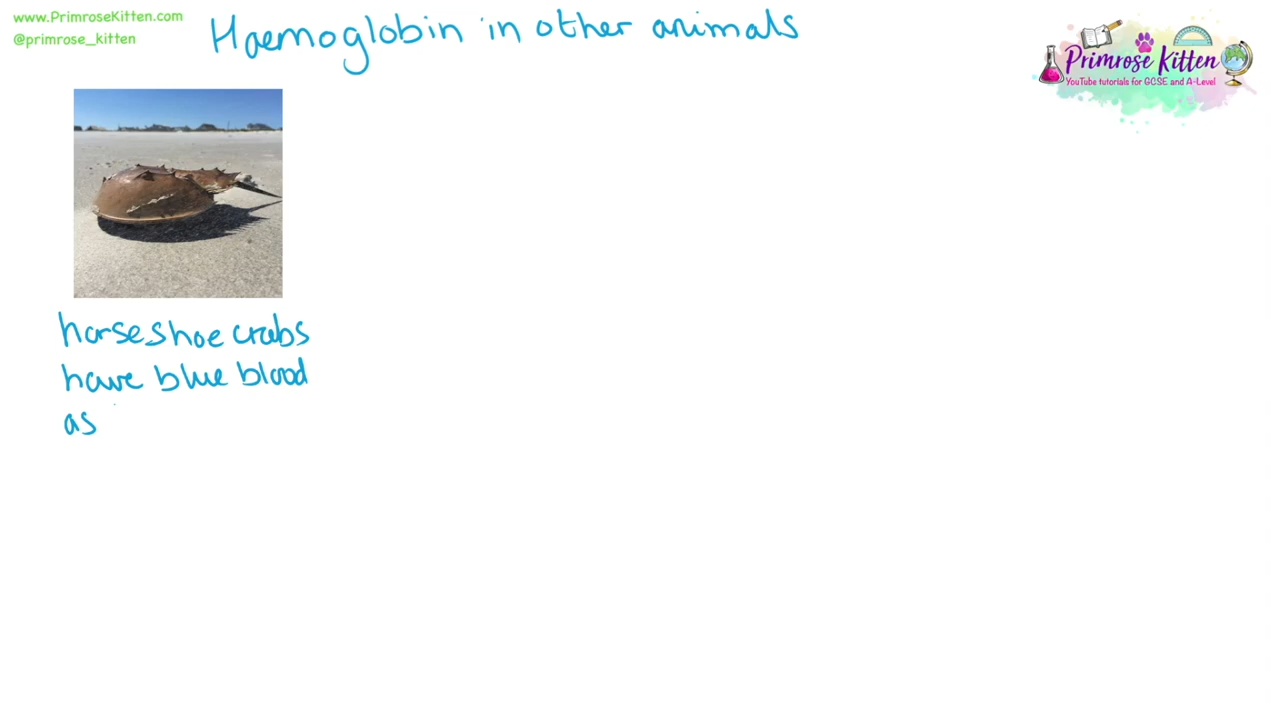 www.PrimroseKitten.com
@primrose_kitten
Haemoglobin in other animals
Primrose Kitten
YouTube tutorials for GCSE and A-Level
horseshoe crabs
have blue blood
as